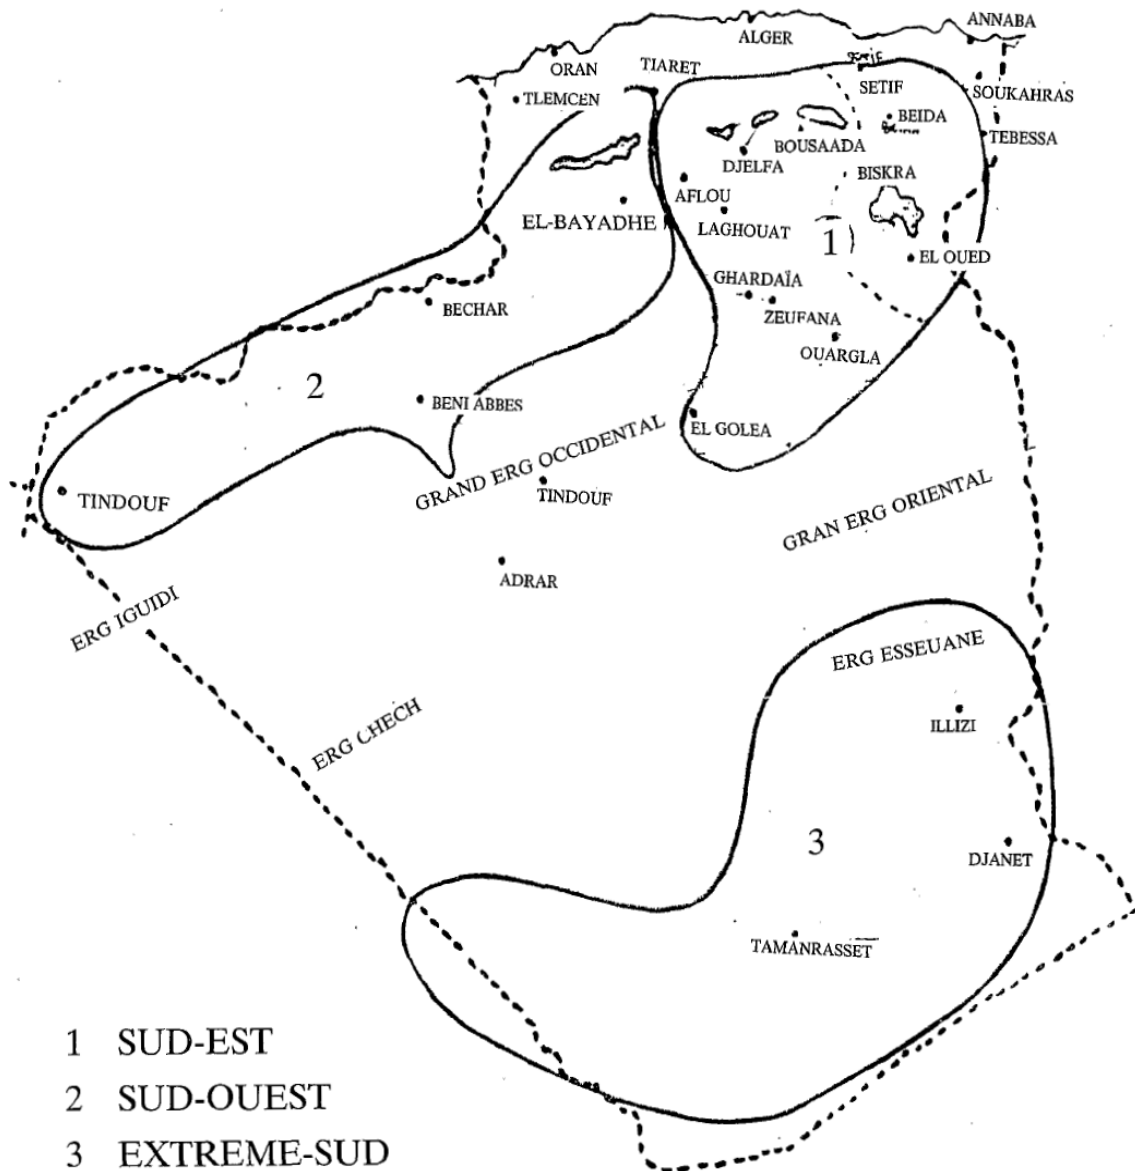 ANNABA
ALGER
ORAN
TIARET
SETIF
SOUKAHRAS
TLEMCEN
BEIDA
TEBESSA
BOUSAADA
DJELFA
BISKRA
AFLOU
EL-BAYADHE
LAGHOUAT
1
EL OUED
GHARDAÏA
BECHAR
ZEUFANA
OUARGLA
2
BENI ABBES
EL GOLEA
GRAND ERG OCCIDENTAL
TINDOUF
TINDOUF
GRAN ERG ORIENTAL
ADRAR
ERG IGUIDI
ERG ESSEUANE
ILLIZI
ERG CHECH
3
DJANET
TAMANRASSET
1 SUD-EST
2 SUD-OUEST
3 EXTREME-SUD